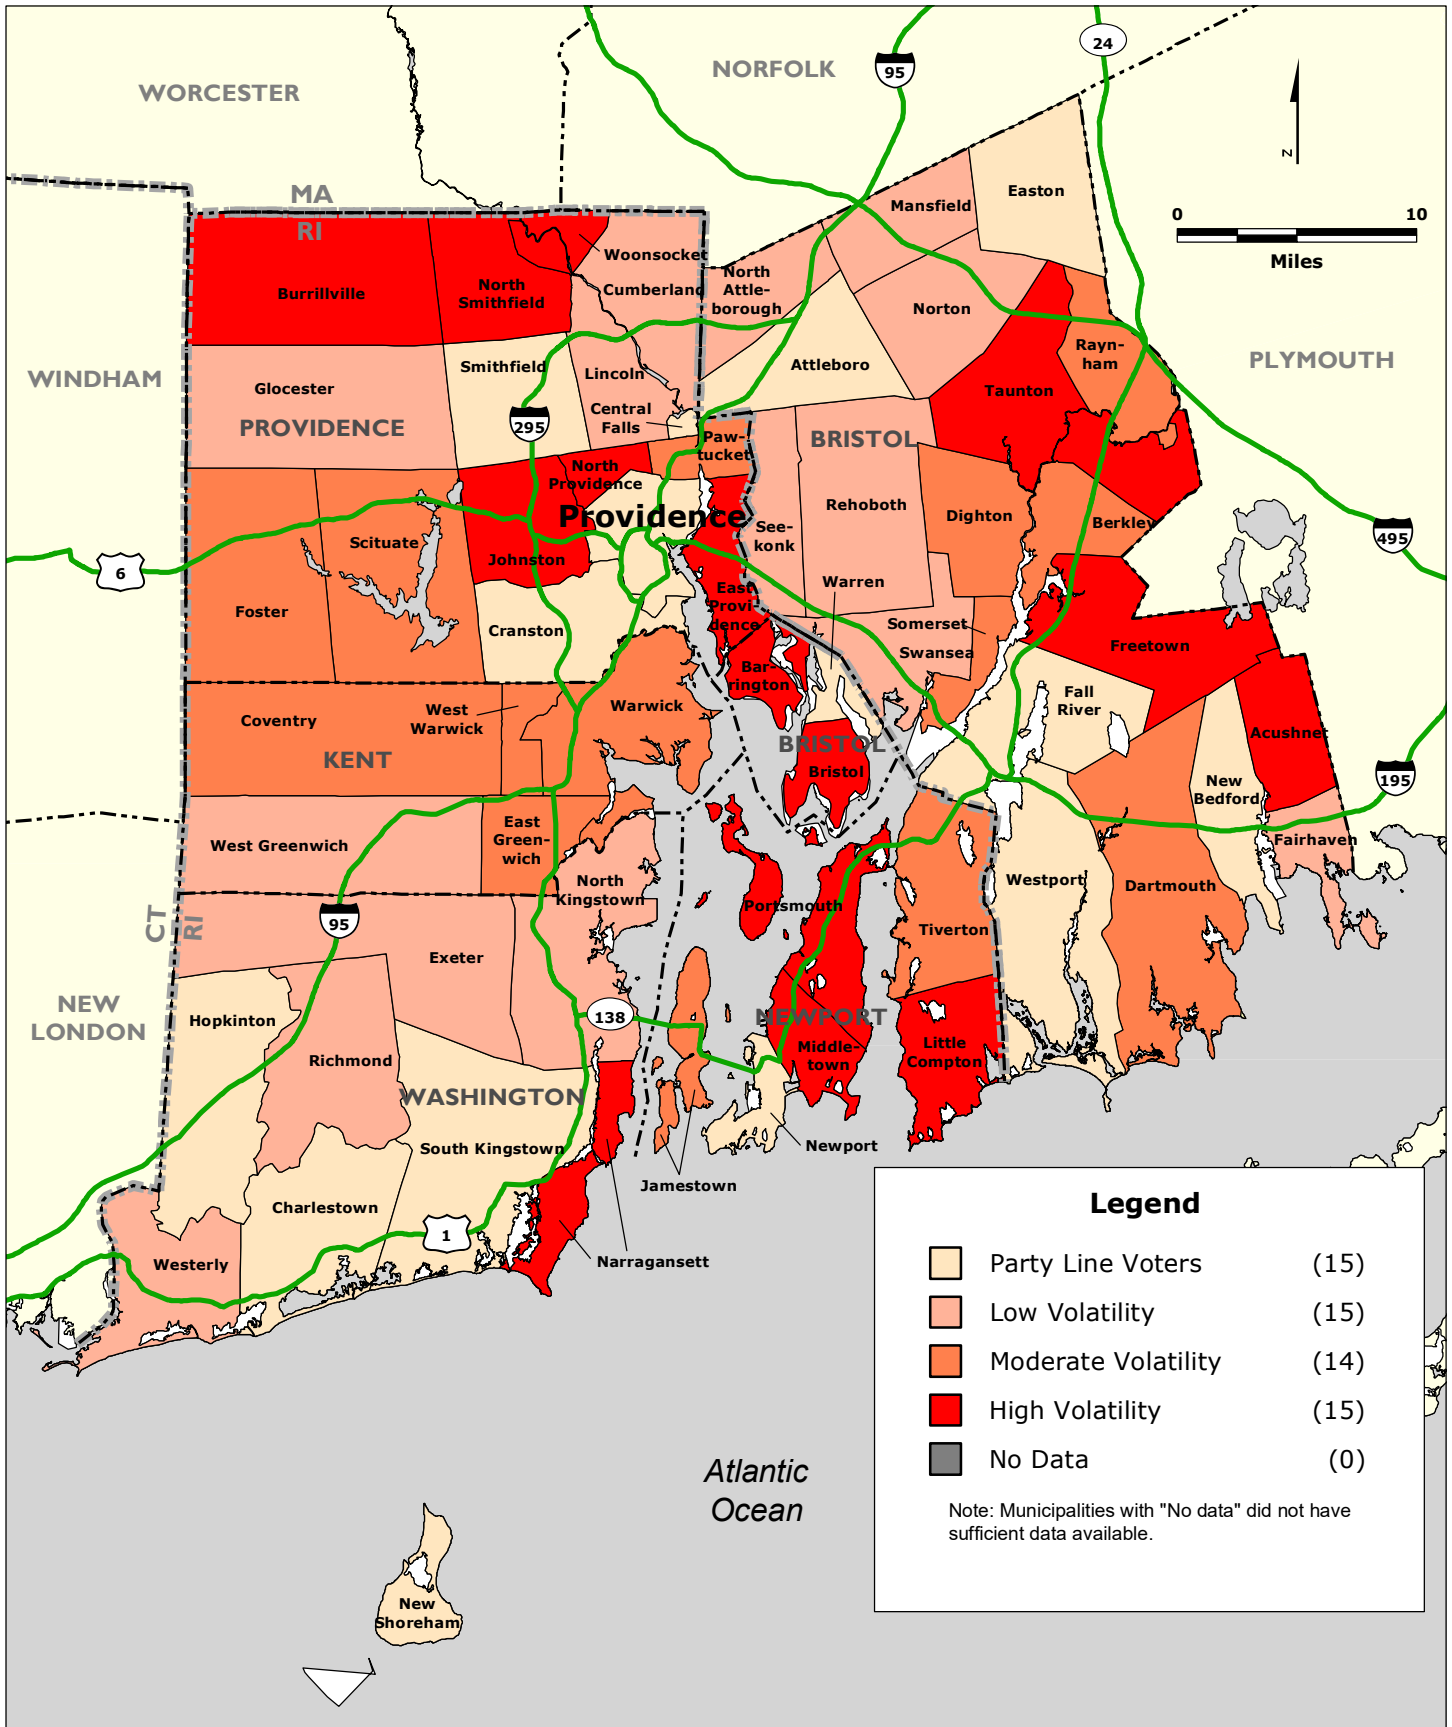 NORFOLK
95
24
WORCESTER
N
MA
RI
Easton
Mansfield
0
10
Miles
Woonsocket
Burrillville
North
Smithfield
Cumberland
North
Attle-
borough
Norton
Rayn-
ham
PLYMOUTH
WINDHAM
Glocester
Smithfield
Lincoln
Attleboro
Taunton
PROVIDENCE
295
Central
Falls
Paw-
tucket
BRISTOL
North
Providence
Providence
See-
konk
Rehoboth
Dighton
Berkley
495
Scituate
Johnston
6
Foster
East
Provi-
dence
Warren
Cranston
Somerset
Swansea
Freetown
Bar-
rington
Coventry
West
Warwick
Warwick
Fall
River
Acushnet
KENT
BRISTOL
Bristol
New
Bedford
195
West Greenwich
East
Green-
wich
Fairhaven
North
Kingstown
Westport
Dartmouth
CT
RI
95
Portsmouth
Tiverton
Exeter
NEW
LONDON
Hopkinton
138
NEWPORT
Richmond
Middle-
town
Little
Compton
WASHINGTON
South Kingstown
Newport
Jamestown
Charlestown
1
Westerly
Narragansett
Legend
Party Line Voters (15)
Low Volatility (15)
Moderate Volatility (14)
High Volatility (15)
No Data (0)
Note: Municipalities with "No data" did not have
sufficient data available.
Atlantic
Ocean
New
Shoreham